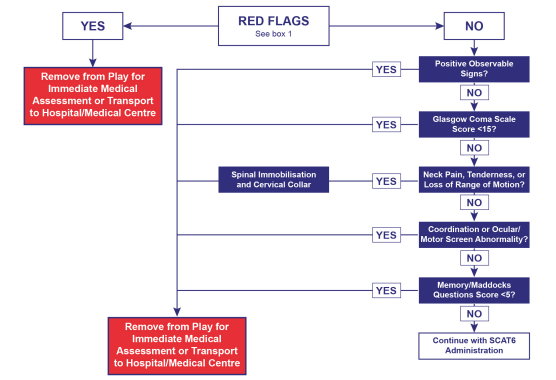 YES
RED FLAGS
See box 1
NO
Remove from Play for
Immediate Medical
Assessment or Transport
to Hospital/Medical Centre
YES
Positive Observable
Signs?
NO
YES
Glasgow Coma Scale
Score <15?
NO
Spinal Immobilisation
and Cervical Collar
YES
Neck Pain, Tenderness, or
Loss of Range of Motion?
NO
YES
Coordination or Ocular/
Motor Screen Abnormality?
NO
YES
Memory/Maddocks
Questions Score <5?
NO
Remove from Play for
Immediate Medical
Assessment or Transport
to Hospital/Medical Centre
Continue with SCAT6
Administration